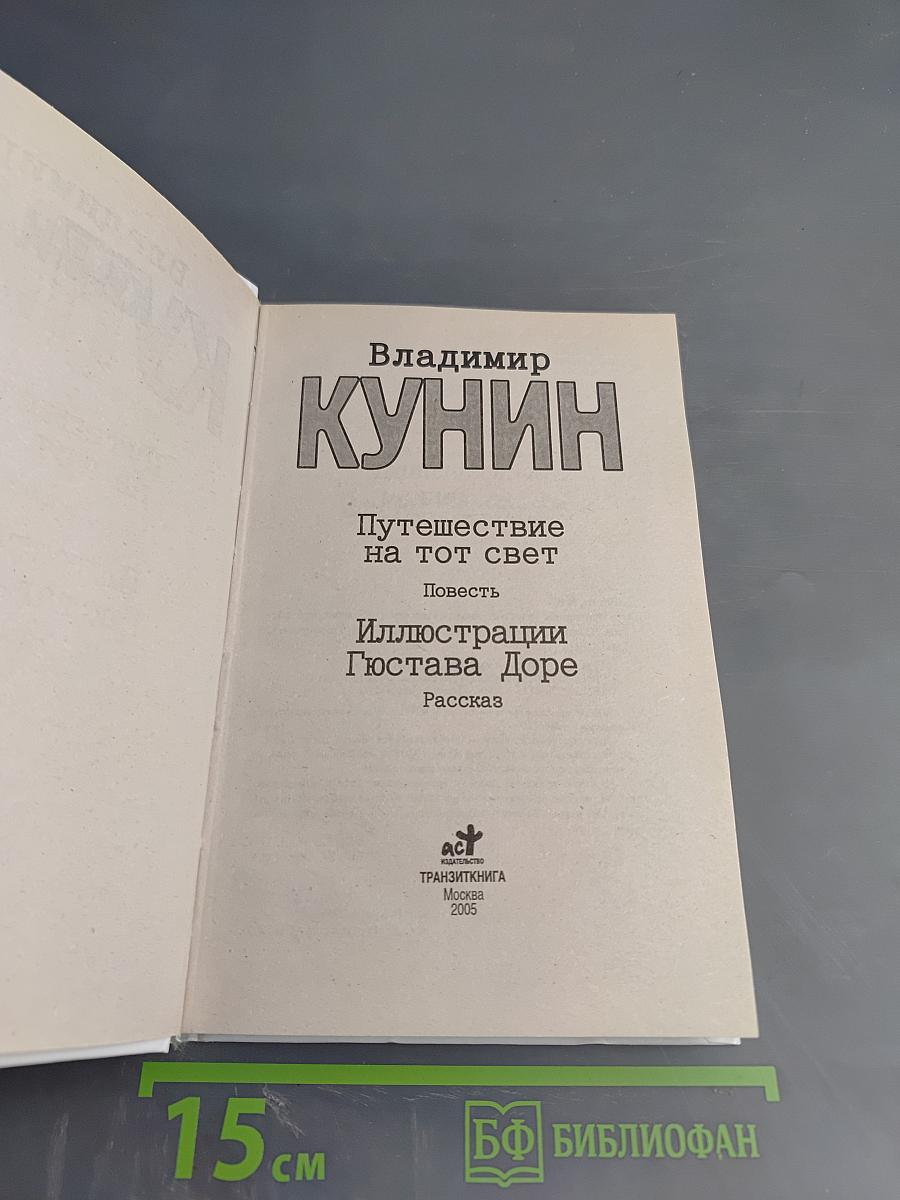 Владимир
КУНИН
Путешествие
на тот свет
Повесть
Иллюстрации
Гюстава Доре
Рассказ
аст
ИЗДАТЕЛЬСТВО
ТРАНЗИТКНИГА
Москва
2005
15 см
БФ БИБЛИОФАН